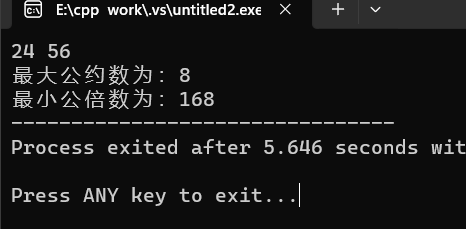 E:\cpp work\.vs\untitled2.exe
24 56
最大公约数为：8
最小公倍数为：168
--------------------------------
Process exited after 5.646 seconds wit
Press ANY key to exit...